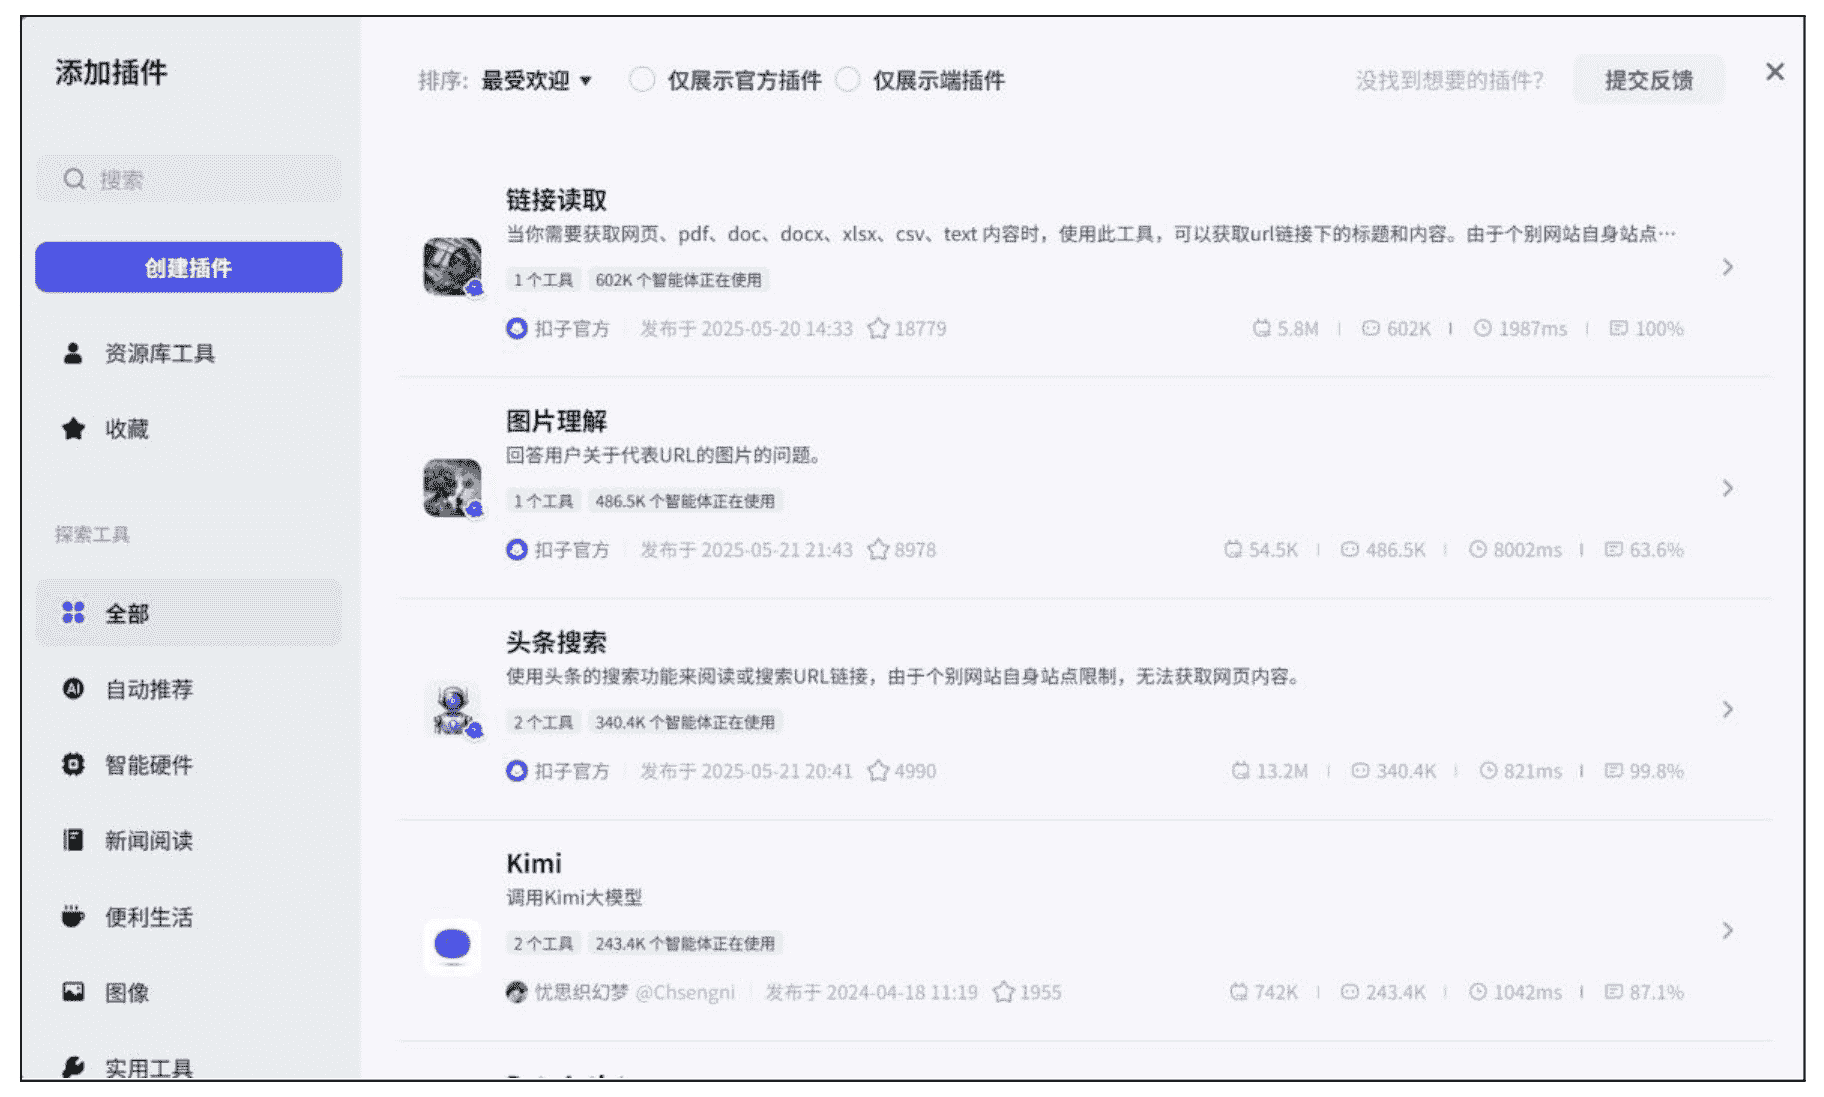 添加插件
搜索
创建插件
资源库工具
收藏
探索工具
全部
自动推荐
智能硬件
新闻阅读
便利生活
图像
实用工具
排序: 最受欢迎 仅展示官方插件 仅展示端插件 没找到想要的插件? 提交反馈
链接读取
当你需要获取网页、pdf、doc、docx、xlsx、csv、text 内容时，使用此工具，可以获取url链接下的标题和内容。由于个别网站自身站点…
1个工具 602K 个智能体正在使用
扣子官方 发布于 2025-05-20 14:33 18779 5.8M 602K 1987ms 100%
图片理解
回答用户关于代表URL的图片的问题。
1个工具 486.5K 个智能体正在使用
扣子官方 发布于 2025-05-21 21:43 8978 54.5K 486.5K 8002ms 63.6%
头条搜索
使用头条的搜索功能来阅读或搜索URL链接，由于个别网站自身站点限制，无法获取网页内容。
2个工具 340.4K 个智能体正在使用
扣子官方 发布于 2025-05-21 20:41 4990 13.2M 340.4K 821ms 99.8%
Kimi
调用Kimi大模型
2个工具 243.4K 个智能体正在使用
忧思织幻梦 @Chsengni 发布于 2024-04-18 11:19 1955 742K 243.4K 1042ms 87.1%